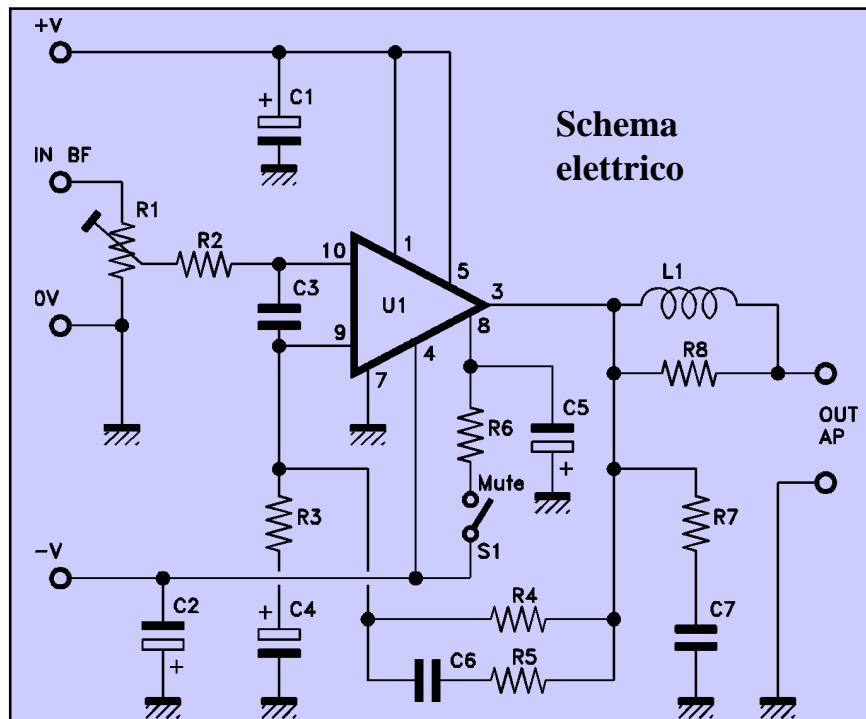 +V
+ C1
Schema
elettrico
IN BF
R1
R2
10
1
5
L1
C3
U1
3
0V
9
4
8
R8
7
C5
OUT
AP
R6
+
Mute
R3
R7
S1
-V
C2
+ C4
R4
C7
C6 R5
+